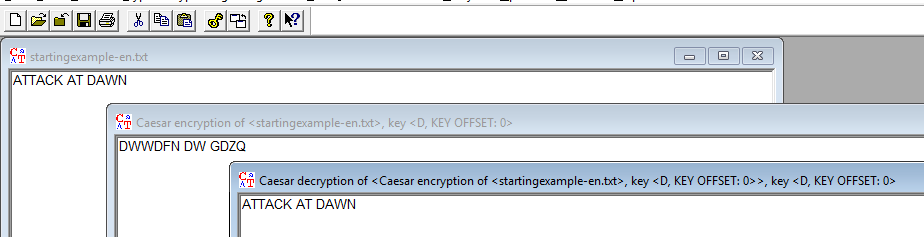 startingexample-en.txt
ATTACK AT DAWN
Caesar encryption of <startingexample-en.txt>, key <D, KEY OFFSET: 0>
DWWDFN DW GDZQ
Caesar decryption of <Caesar encryption of <startingexample-en.txt>, key <D, KEY OFFSET: 0>>, key <D, KEY OFFSET: 0>
ATTACK AT DAWN